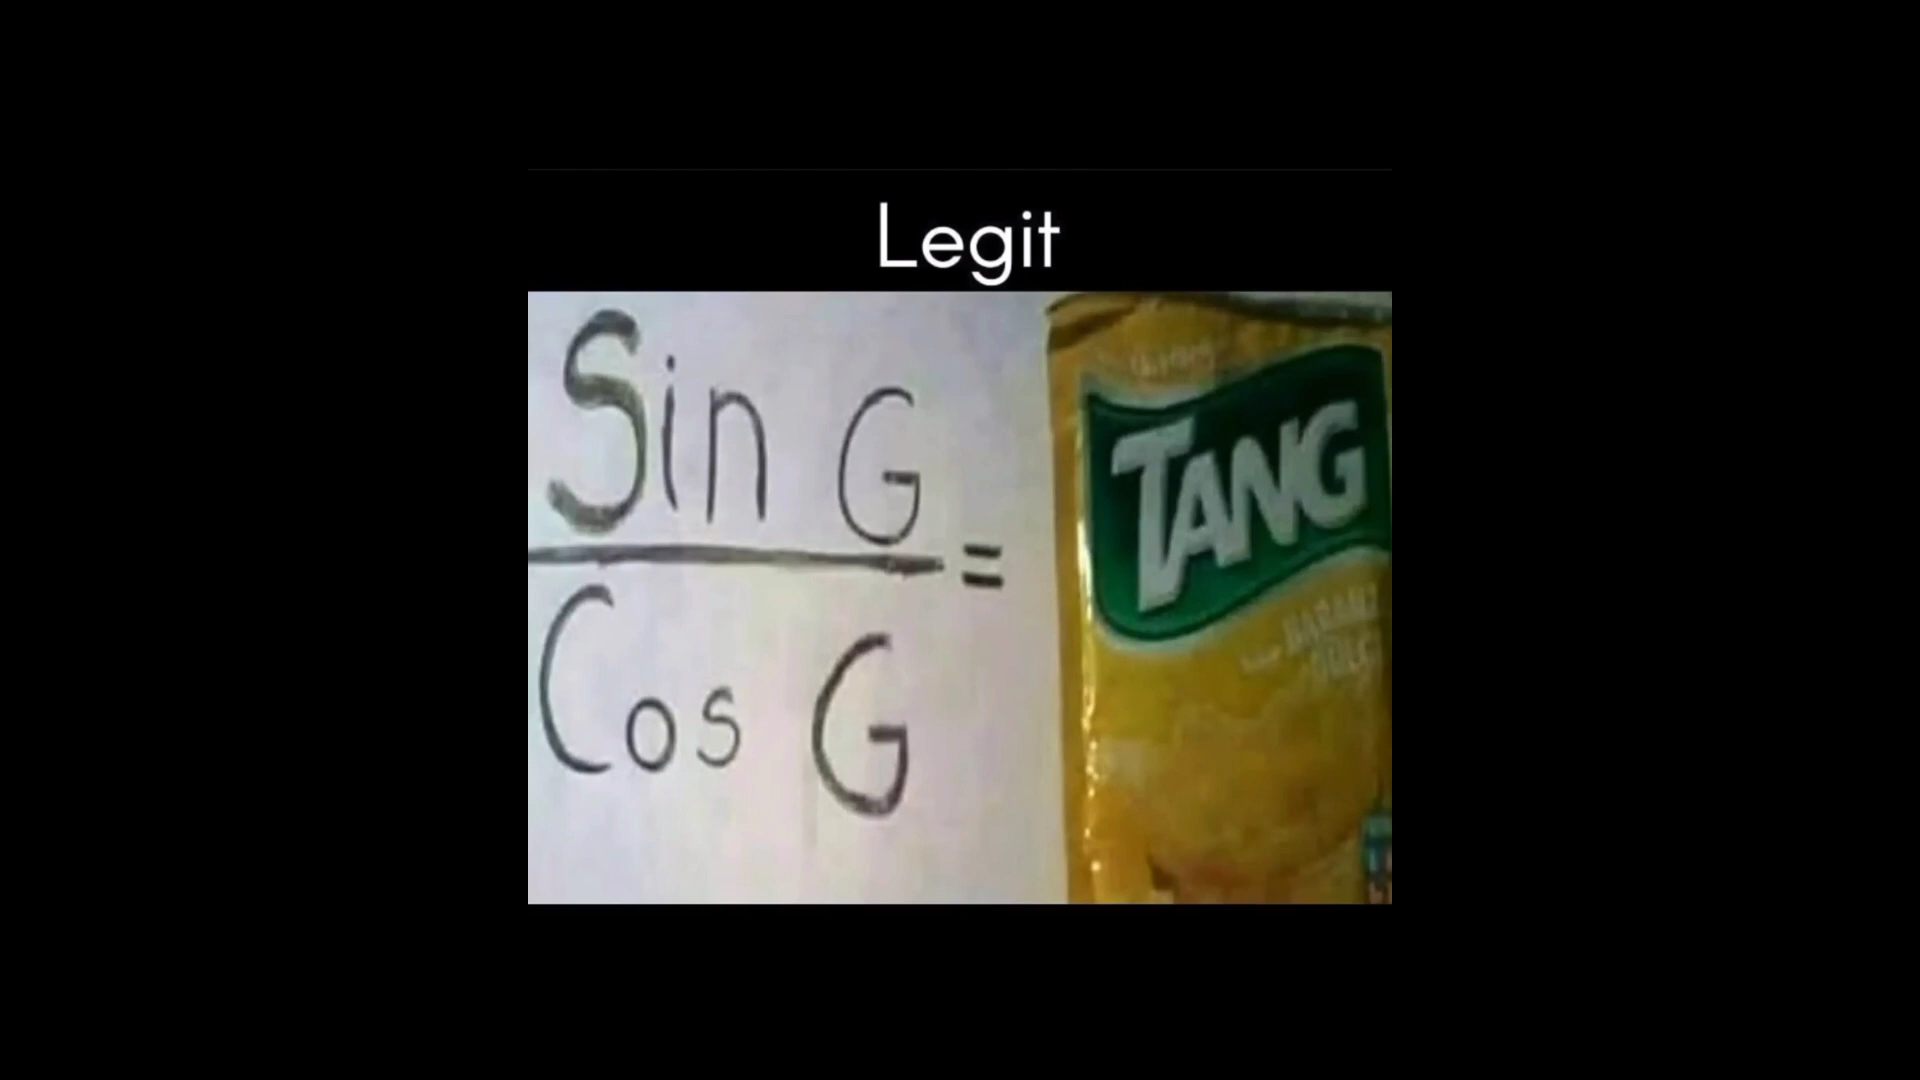 Legit
Sin G
=
Cos G
TANG